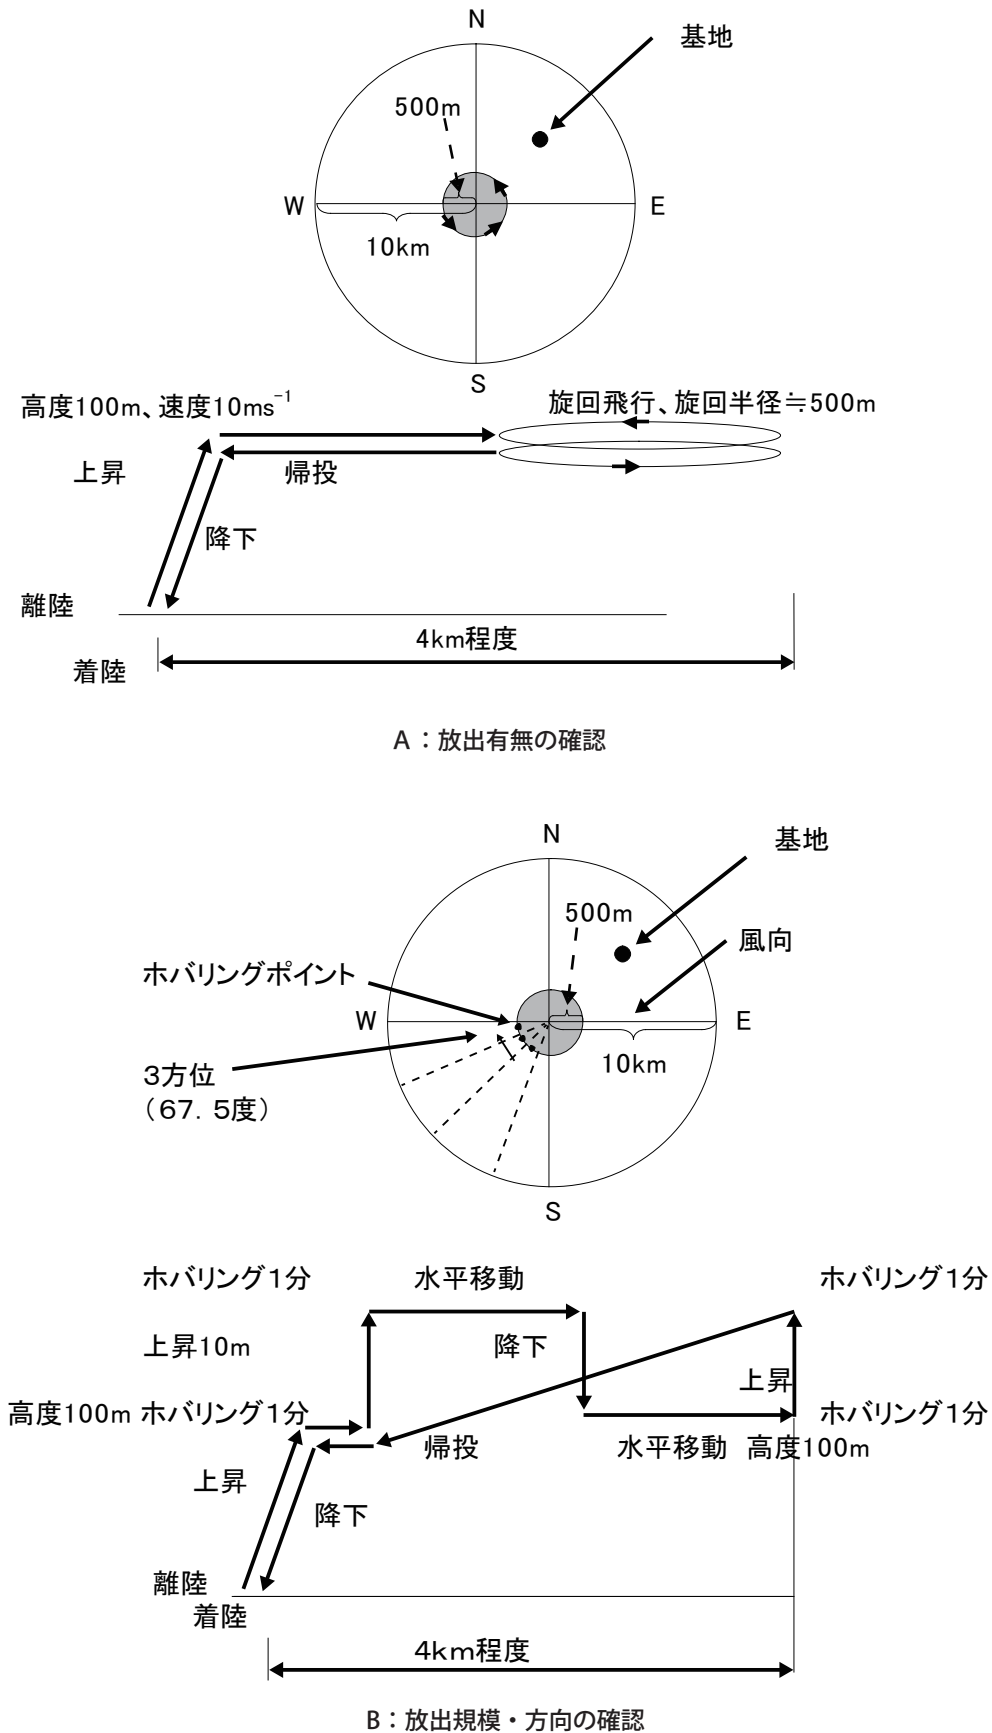 N
基地
500m
W
E
10km
S
高度100m、速度10ms⁻¹
旋回飛行、旋回半径≒500m
上昇
帰投
降下
離陸
4km程度
着陸
A：放出有無の確認
N
基地
500m
風向
ホバリングポイント
W
E
3方位
10km
（67．5度）
S
ホバリング1分
水平移動
ホバリング1分
上昇10m
降下
上昇
高度100m ホバリング1分
ホバリング1分
帰投
水平移動
高度100m
上昇
降下
離陸
着陸
4km程度
B：放出規模・方向の確認